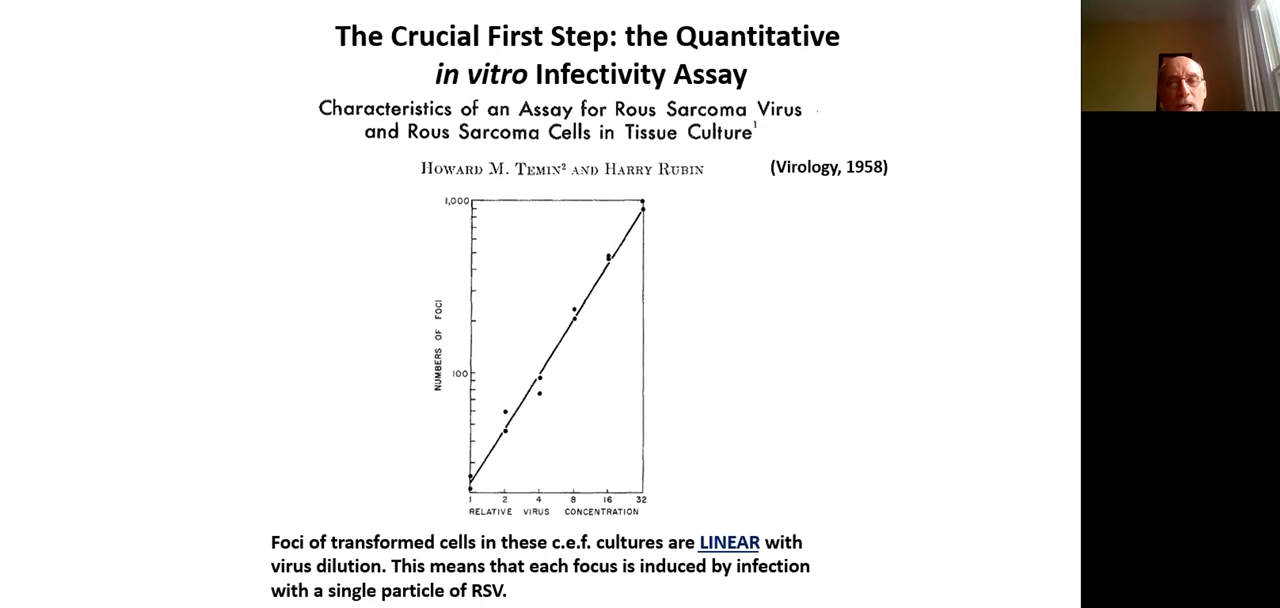 The Crucial First Step: the Quantitative
in vitro Infectivity Assay
Characteristics of an Assay for Rous Sarcoma Virus
and Rous Sarcoma Cells in Tissue Culture¹
HOWARD M. TEMIN² AND HARRY RUBIN
(Virology, 1958)
1,000
100
NUMBERS OF FOCI
1 2 4 8 16 32
RELATIVE VIRUS CONCENTRATION
Foci of transformed cells in these c.e.f. cultures are LINEAR with
virus dilution. This means that each focus is induced by infection
with a single particle of RSV.